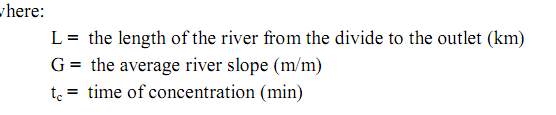 where:
L = the length of the river from the divide to the outlet (km)
G = the average river slope (m/m)
tc = time of concentration (min)